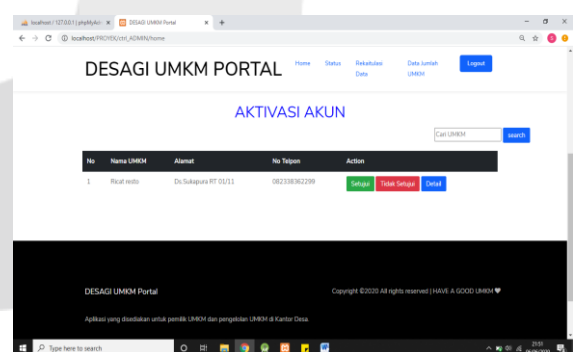 localhost / 127.0.0.1 | phpMyAdr
DESAGI UMKM Portal
localhost/PROYEK/ctrl_ADMIN/home
DESAGI UMKM PORTAL
Home
Status
Rekaitulasi Data
Data Jumlah UMKM
Logout
AKTIVASI AKUN
Cari UMKM
search
No Nama UMKM Alamat No Telpon Action
1 Ricat resto Ds.Sukapura RT 01/11 082338362299 Setujui Tidak Setujui Detail
DESAGI UMKM Portal
Copyright ©2020 All rights reserved | HAVE A GOOD UMKM
Aplikasi yang disediakan untuk pemilik UMKM dan pengelolan UMKM di Kantor Desa.
Type here to search
21:51